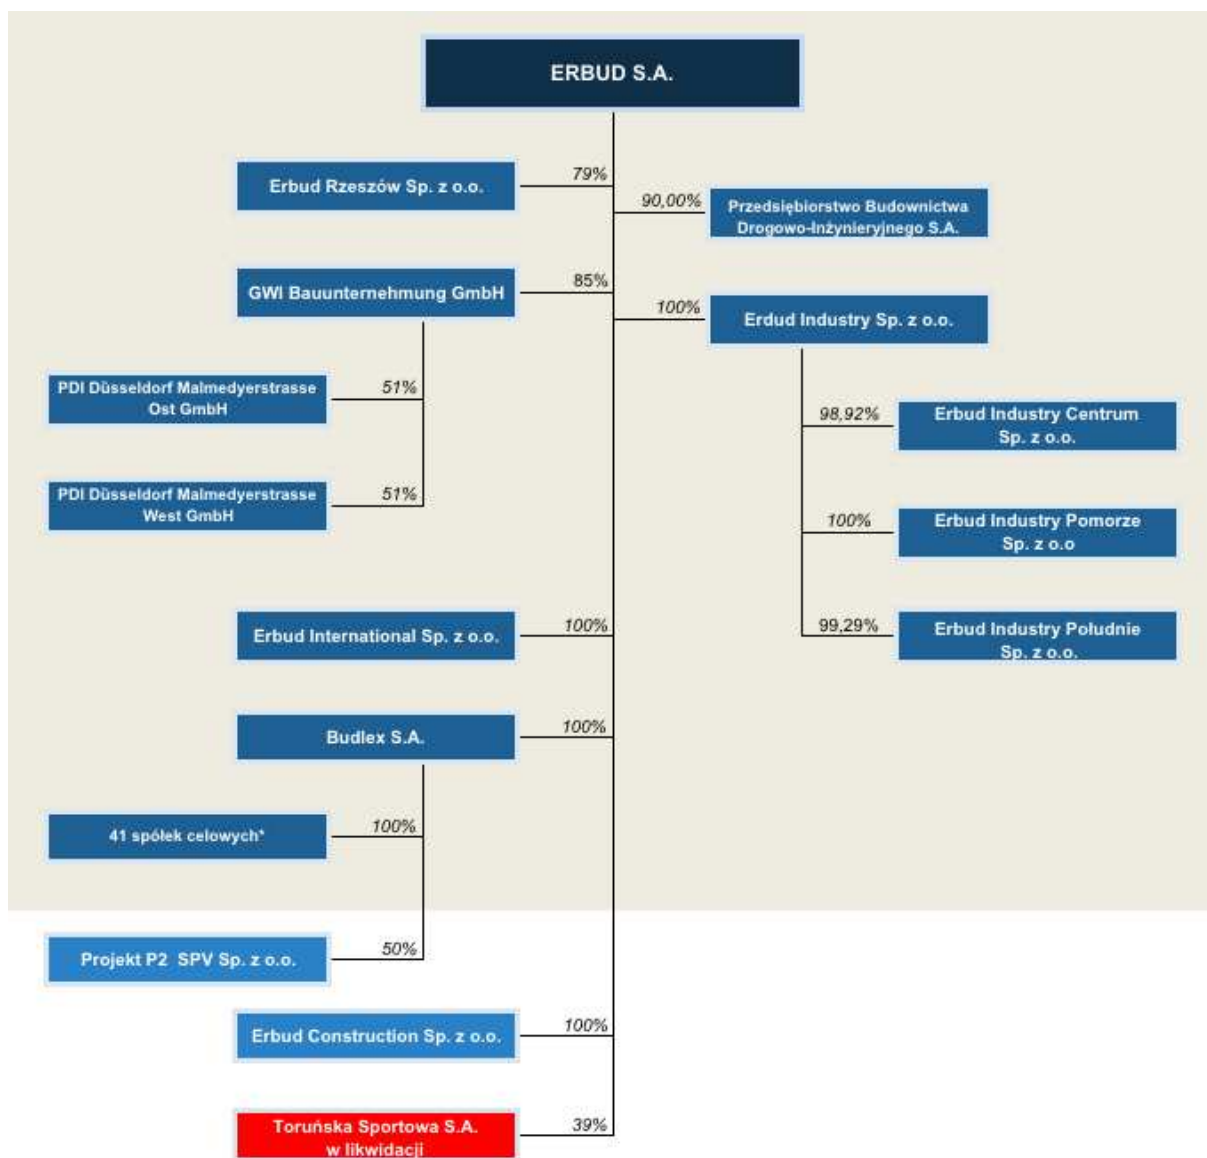 ERBUD S.A.
79%
Erbud Rzeszów Sp. z o.o.
90,00%
Przedsiębiorstwo Budownictwa
Drogowo-Inżynieryjnego S.A.
85%
GWI Bauunternehmung GmbH
100%
Erdud Industry Sp. z o.o.
51%
PDI Düsseldorf Malmedyerstrasse
Ost GmbH
98,92%
Erbud Industry Centrum
Sp. z o.o.
51%
PDI Düsseldorf Malmedyerstrasse
West GmbH
100%
Erbud Industry Pomorze
Sp. z o.o
100%
Erbud International Sp. z o.o.
99,29%
Erbud Industry Południe
Sp. z o.o.
100%
Budlex S.A.
100%
41 spółek celowych*
50%
Projekt P2 SPV Sp. z o.o.
100%
Erbud Construction Sp. z o.o.
39%
Toruńska Sportowa S.A.
w likwidacji